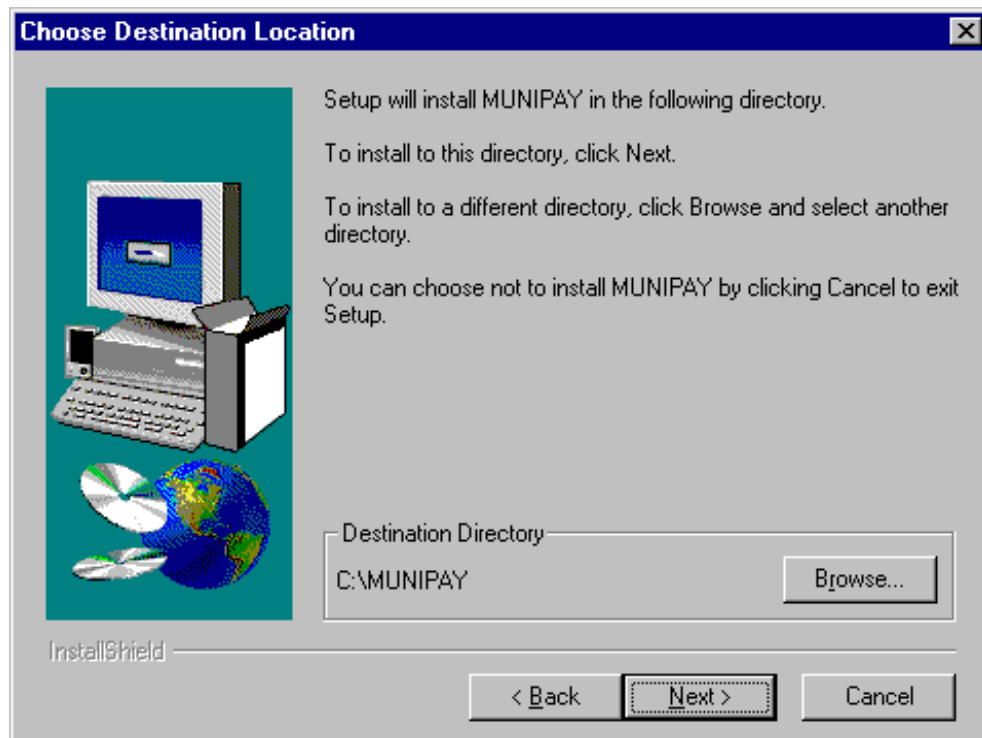 Choose Destination Location
Setup will install MUNIPAY in the following directory.
To install to this directory, click Next.
To install to a different directory, click Browse and select another
directory.
You can choose not to install MUNIPAY by clicking Cancel to exit
Setup.
Destination Directory
C:\MUNIPAY
Browse...
InstallShield
< Back
Next >
Cancel